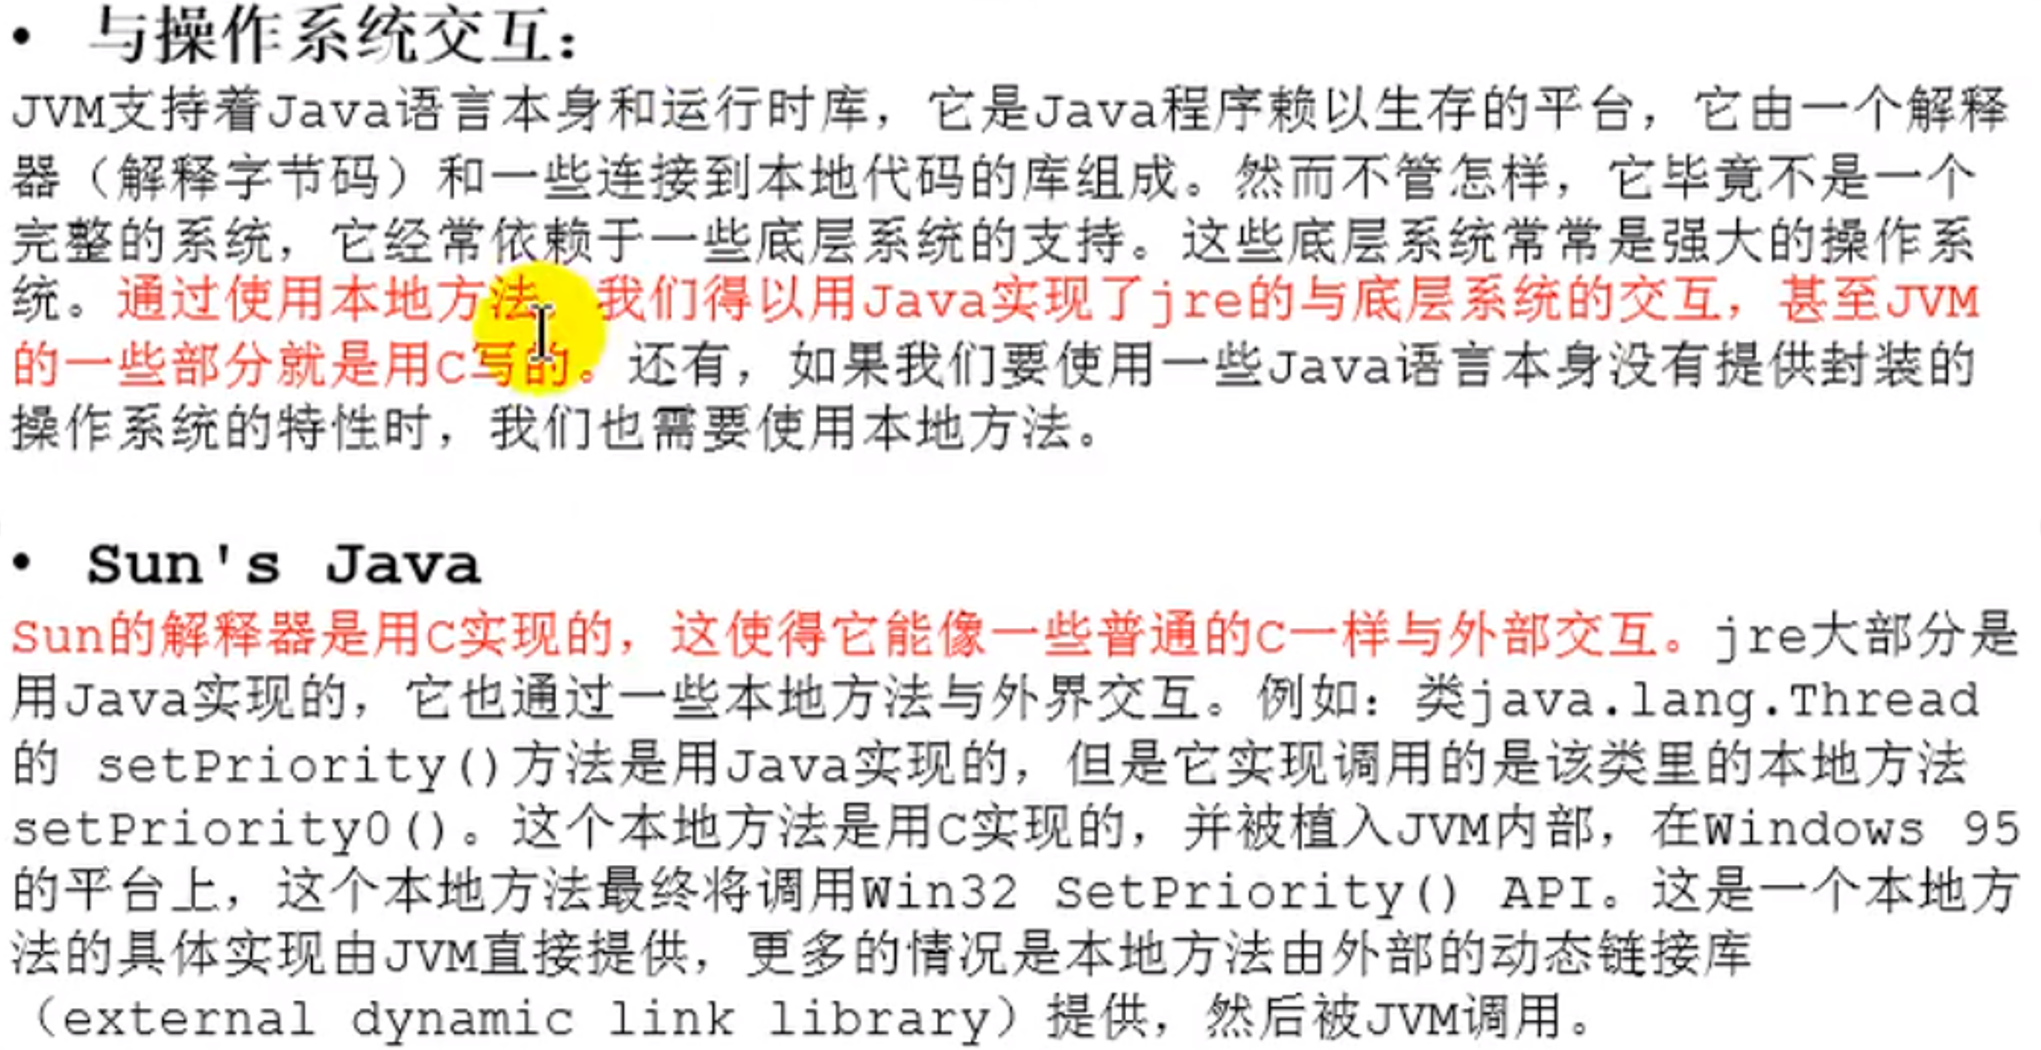 • 与操作系统交互：
JVM支持着Java语言本身和运行时库，它是Java程序赖以生存的平台，它由一个解释
器（解释字节码）和一些连接到本地代码的库组成。然而不管怎样，它毕竟不是一个
完整的系统，它经常依赖于一些底层系统的支持。这些底层系统常常是强大的操作系
统。通过使用本地方法，我们得以用Java实现了jre的与底层系统的交互，甚至JVM
的一些部分就是用C写的。还有，如果我们要使用一些Java语言本身没有提供封装的
操作系统的特性时，我们也需要使用本地方法。
• Sun's Java
Sun的解释器是用C实现的，这使得它能像一些普通的C一样与外部交互。jre大部分是
用Java实现的，它也通过一些本地方法与外界交互。例如：类java.lang.Thread
的 setPriority()方法是用Java实现的，但是它实现调用的是该类里的本地方法
setPriority0()。这个本地方法是用C实现的，并被植入JVM内部，在Windows 95
的平台上，这个本地方法最终将调用Win32 SetPriority() API。这是一个本地方
法的具体实现由JVM直接提供，更多的情况是本地方法由外部的动态链接库
（external dynamic link library）提供，然后被JVM调用。